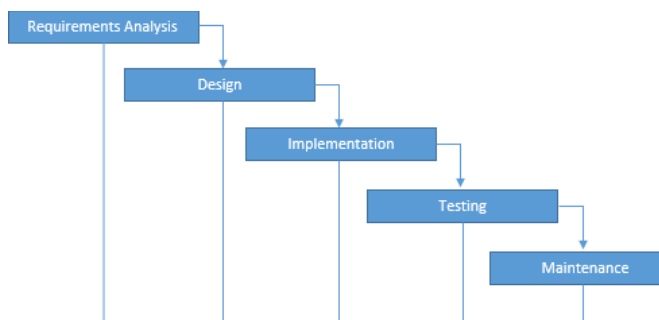 Requirements Analysis
Design
Implementation
Testing
Maintenance